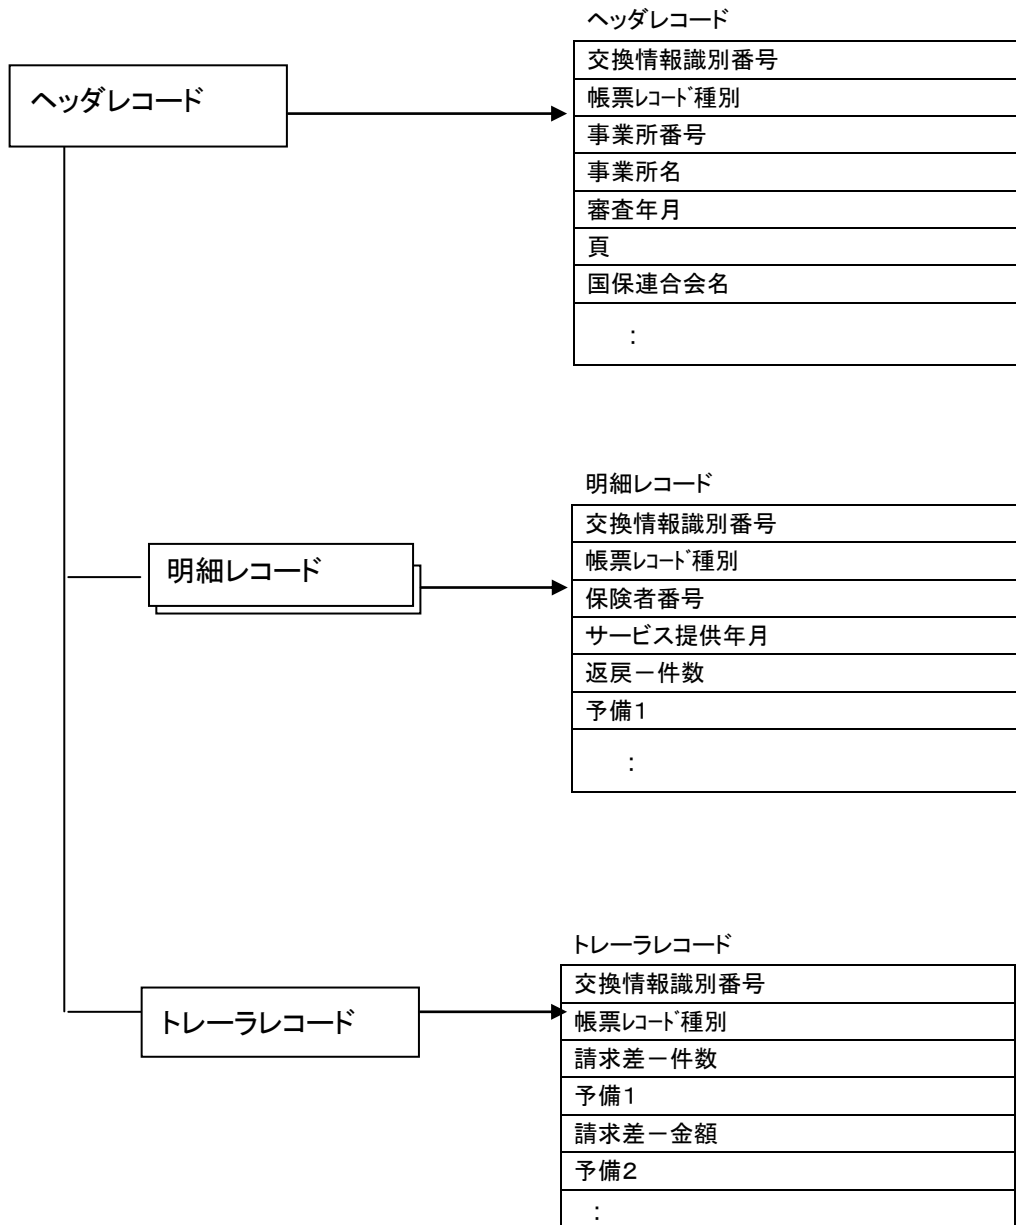 ヘッダレコード
ヘッダレコード
交換情報識別番号
帳票ﾚｺｰﾄﾞ種別
事業所番号
事業所名
審査年月
頁
国保連合会名
：
明細レコード
明細レコード
交換情報識別番号
帳票ﾚｺｰﾄﾞ種別
保険者番号
サービス提供年月
返戻－件数
予備１
：
トレーラレコード
トレーラレコード
交換情報識別番号
帳票ﾚｺｰﾄﾞ種別
請求差－件数
予備１
請求差－金額
予備２
：